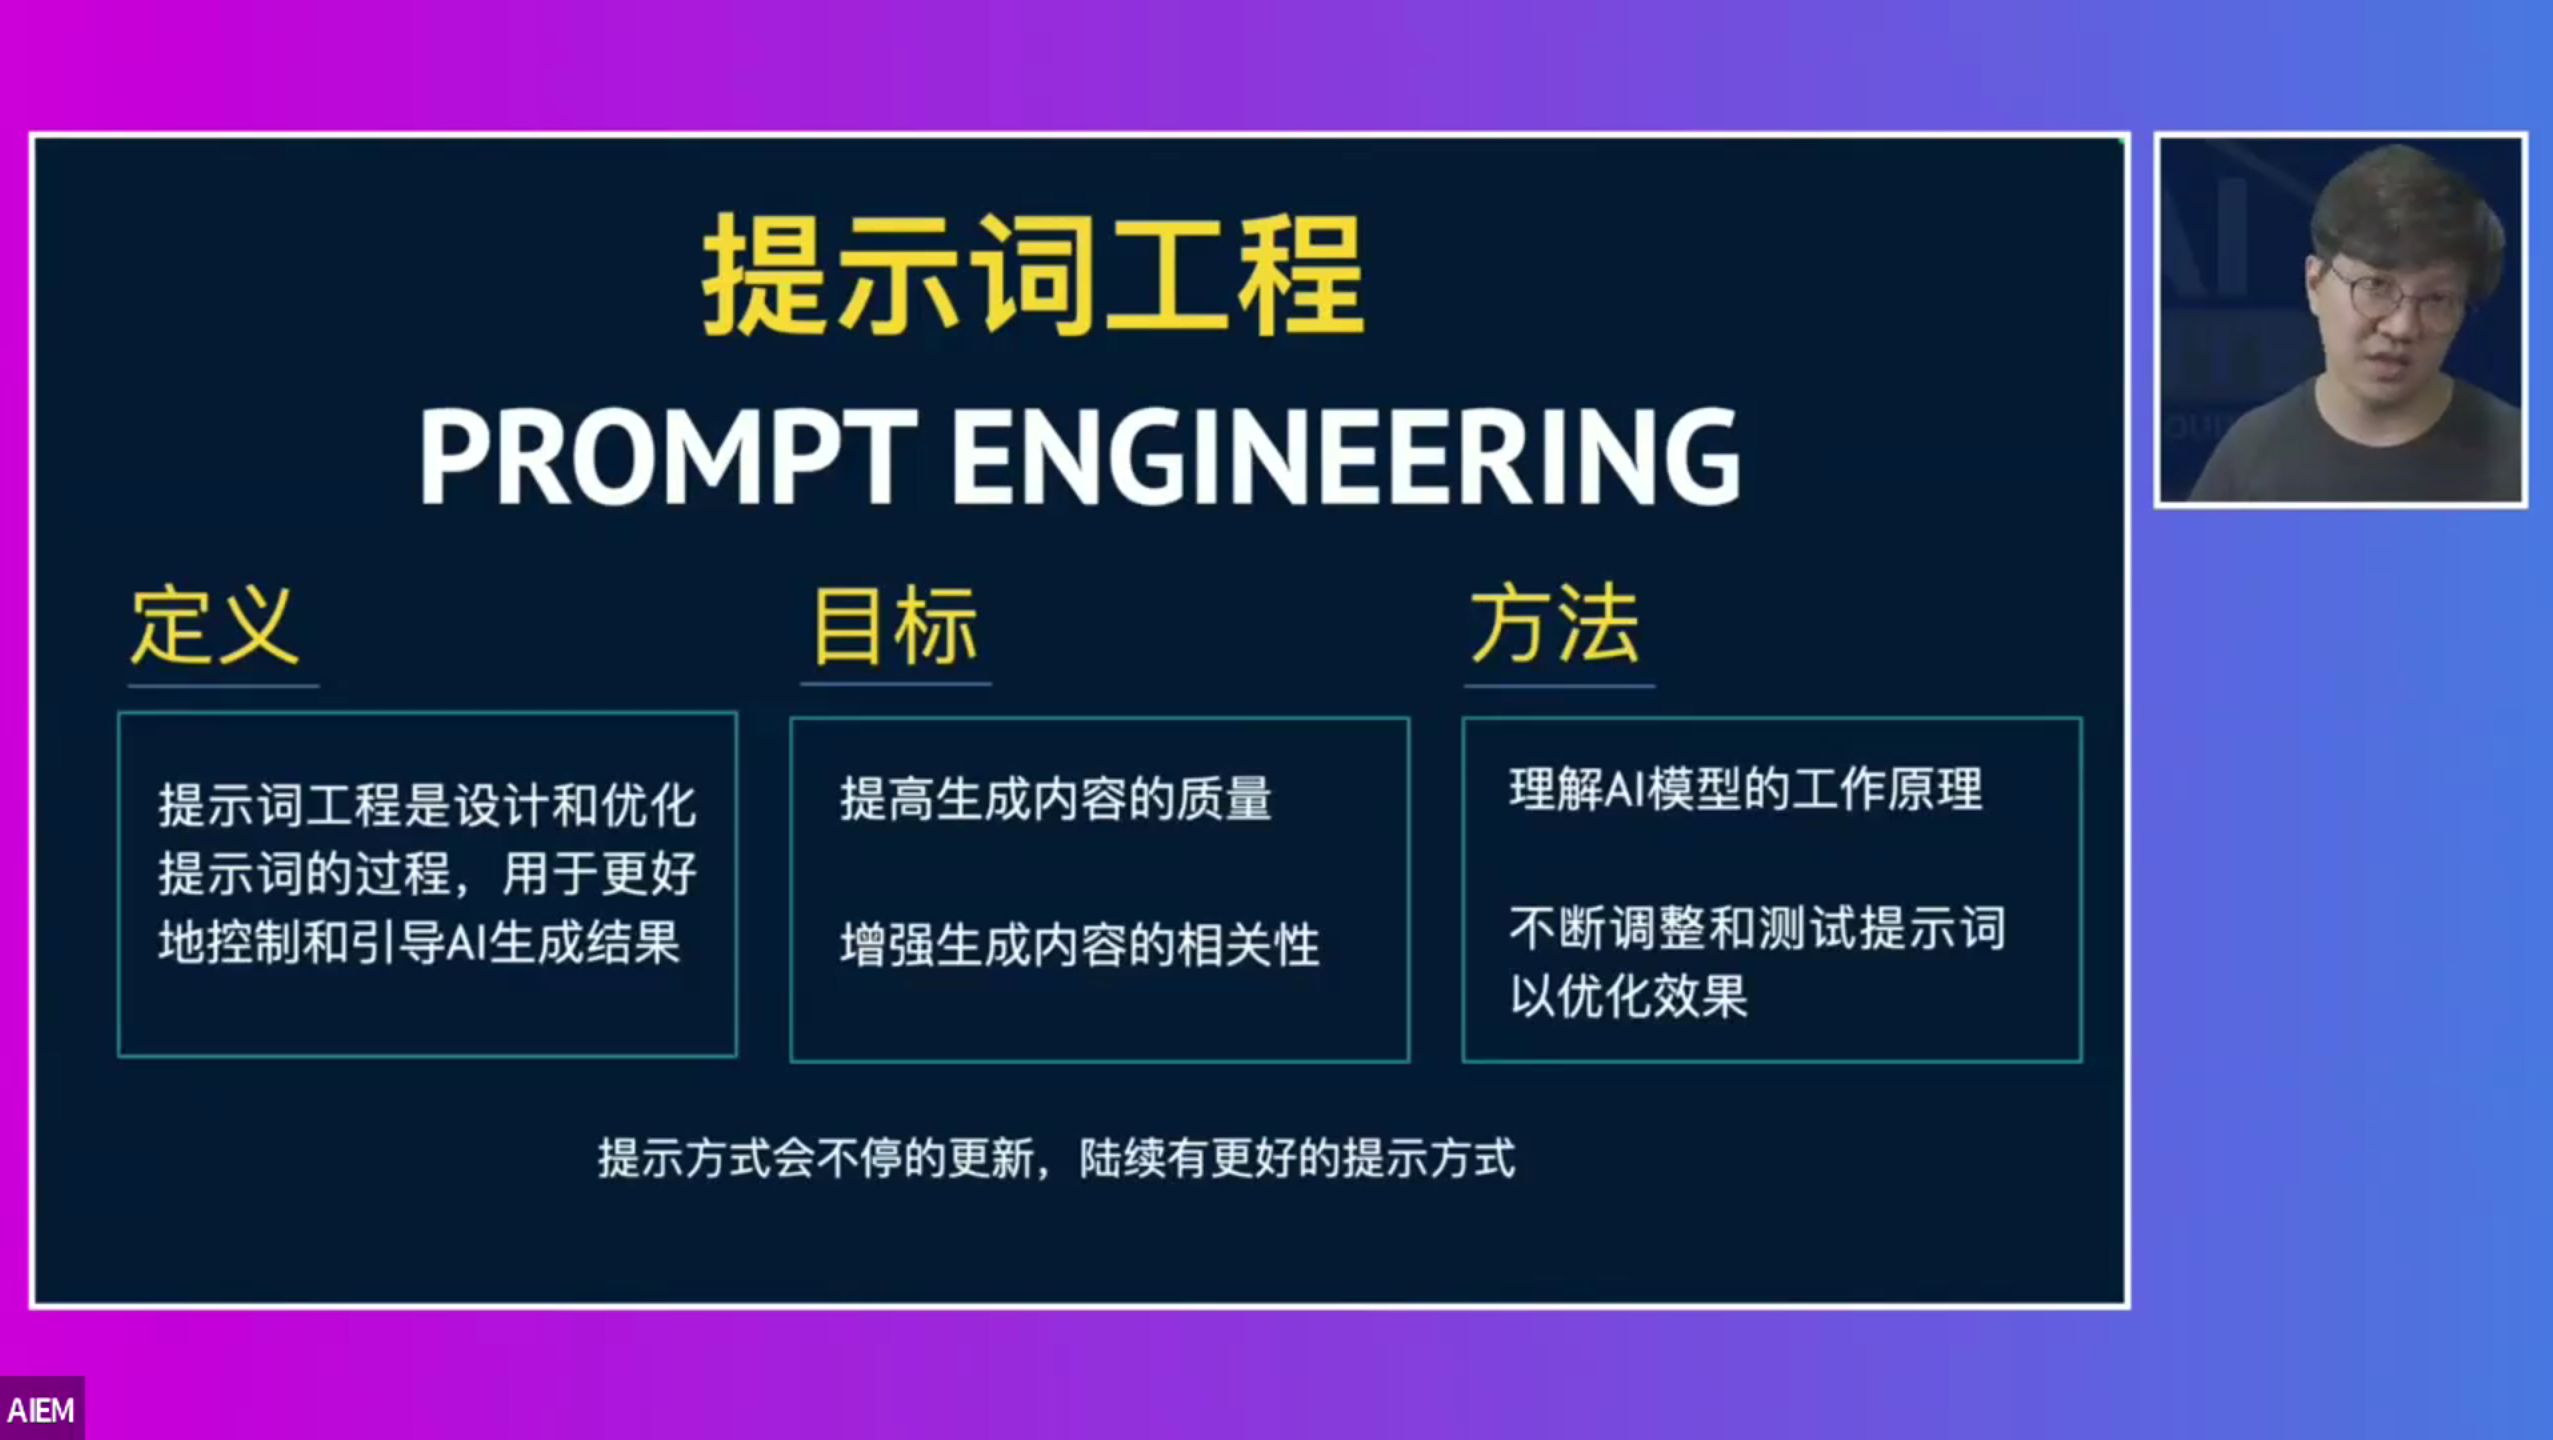 提示词工程
PROMPT ENGINEERING
定义
提示词工程是设计和优化
提示词的过程，用于更好
地控制和引导AI生成结果
目标
提高生成内容的质量
增强生成内容的相关性
方法
理解AI模型的工作原理
不断调整和测试提示词
以优化效果
提示方式会不停的更新，陆续有更好的提示方式
AIEM